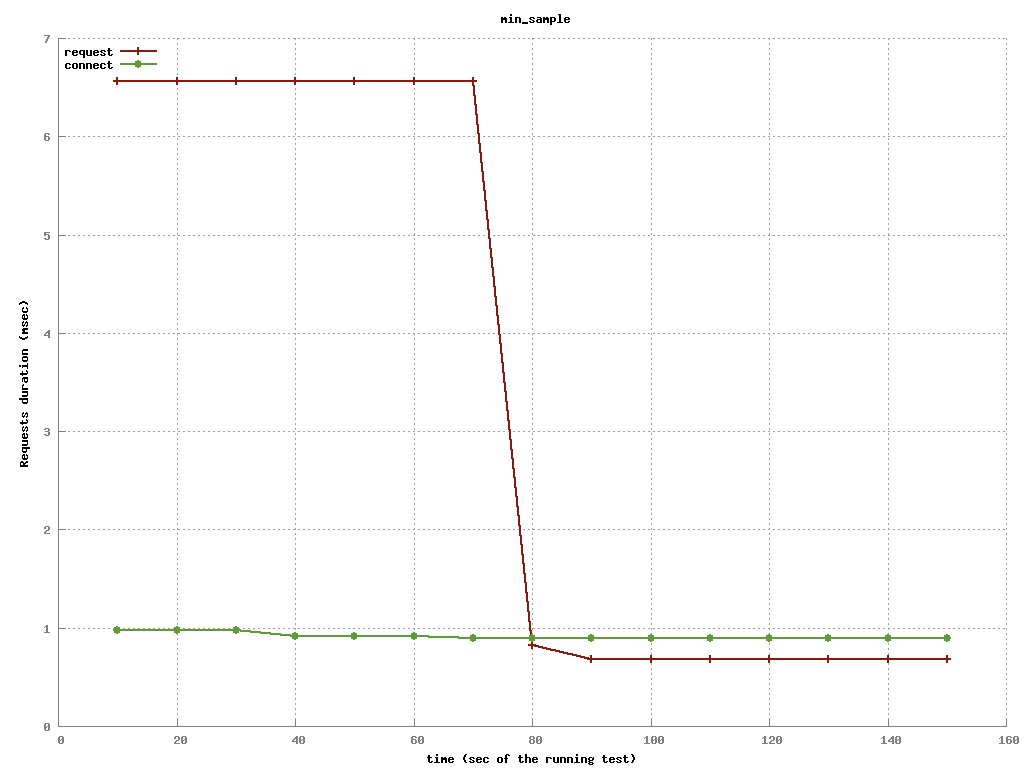 min_sample
request
connect
7
6
5
4
3
2
1
0
Requests duration (msec)
0 20 40 60 80 100 120 140 160
time (sec of the running test)